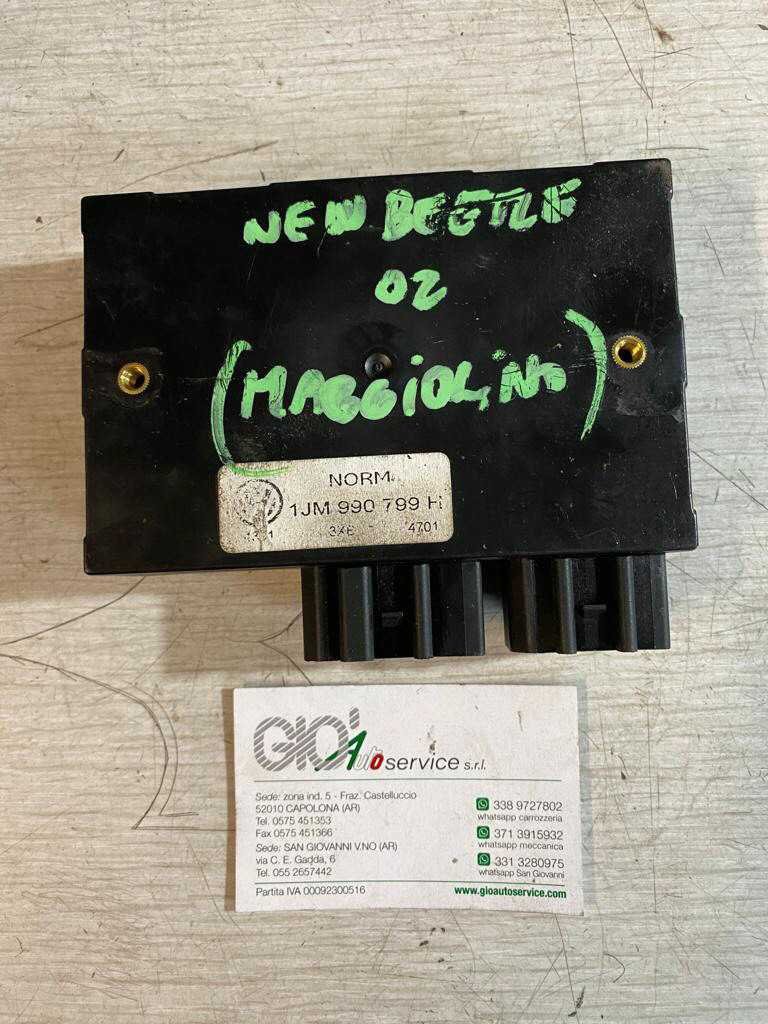 NEW BEETLE
02
(MAGGiOLiNo)
NORM.
1JM 990 799 H
4701
GIO'
Autoservice s.r.l.
Sede: zona ind. 5 - Fraz. Castelluccio
52010 CAPOLONA (AR)
Tel. 0575 451353
Fax 0575 451366
Sede: SAN GIOVANNI V.NO (AR)
via C. E. Gadda, 6
Tel. 055 2657442
Partita IVA 00092300516
338 9727802
whatsapp carrozzeria
371 3915932
whatsapp meccanica
331 3280975
whatsapp San Giovanni
www.gioautoservice.com